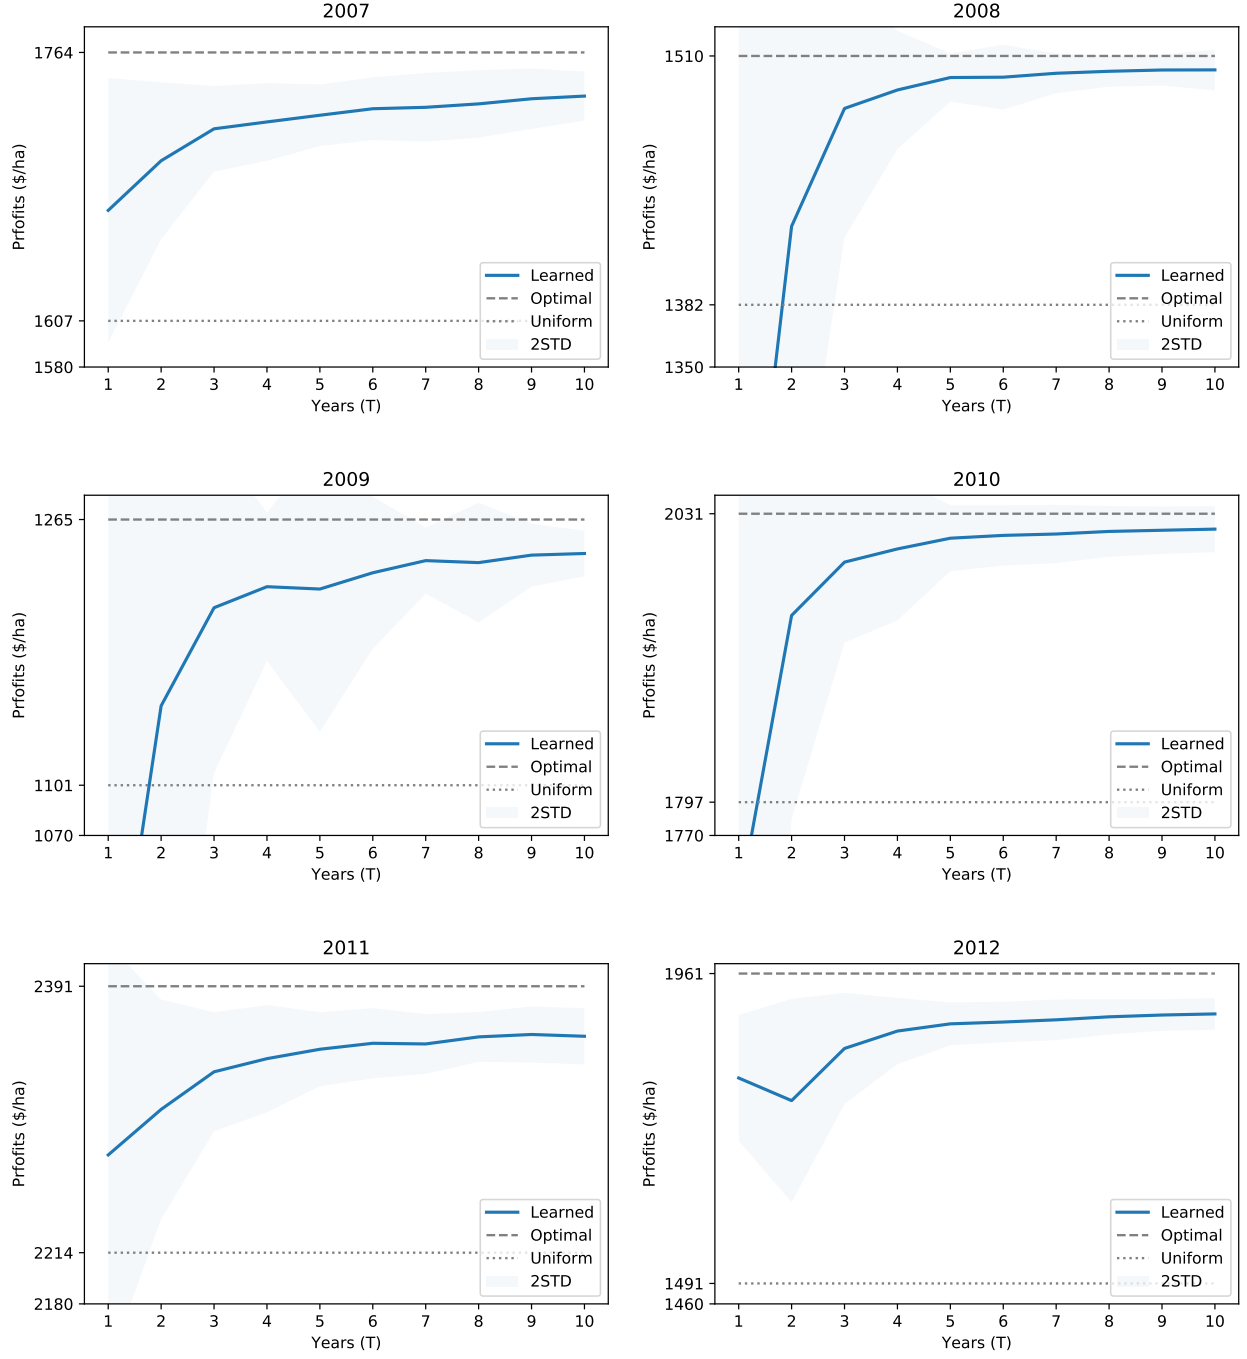 2007
1764
1607
1580
Prfofits ($/ha)
Learned
Optimal
Uniform
2STD
1 2 3 4 5 6 7 8 9 10
Years (T)
2008
1510
1382
1350
Prfofits ($/ha)
Learned
Optimal
Uniform
2STD
1 2 3 4 5 6 7 8 9 10
Years (T)
2009
1265
1101
1070
Prfofits ($/ha)
Learned
Optimal
Uniform
2STD
1 2 3 4 5 6 7 8 9 10
Years (T)
2010
2031
1797
1770
Prfofits ($/ha)
Learned
Optimal
Uniform
2STD
1 2 3 4 5 6 7 8 9 10
Years (T)
2011
2391
2214
2180
Prfofits ($/ha)
Learned
Optimal
Uniform
2STD
1 2 3 4 5 6 7 8 9 10
Years (T)
2012
1961
1491
1460
Prfofits ($/ha)
Learned
Optimal
Uniform
2STD
1 2 3 4 5 6 7 8 9 10
Years (T)